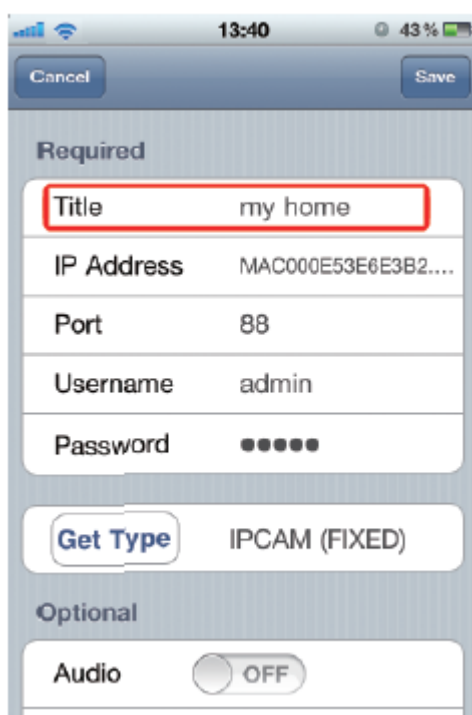 13:40 43%
Cancel Save
Required
Title my home
IP Address MAC000E53E6E3B2....
Port 88
Username admin
Password ●●●●●
Get Type IPCAM (FIXED)
Optional
Audio OFF